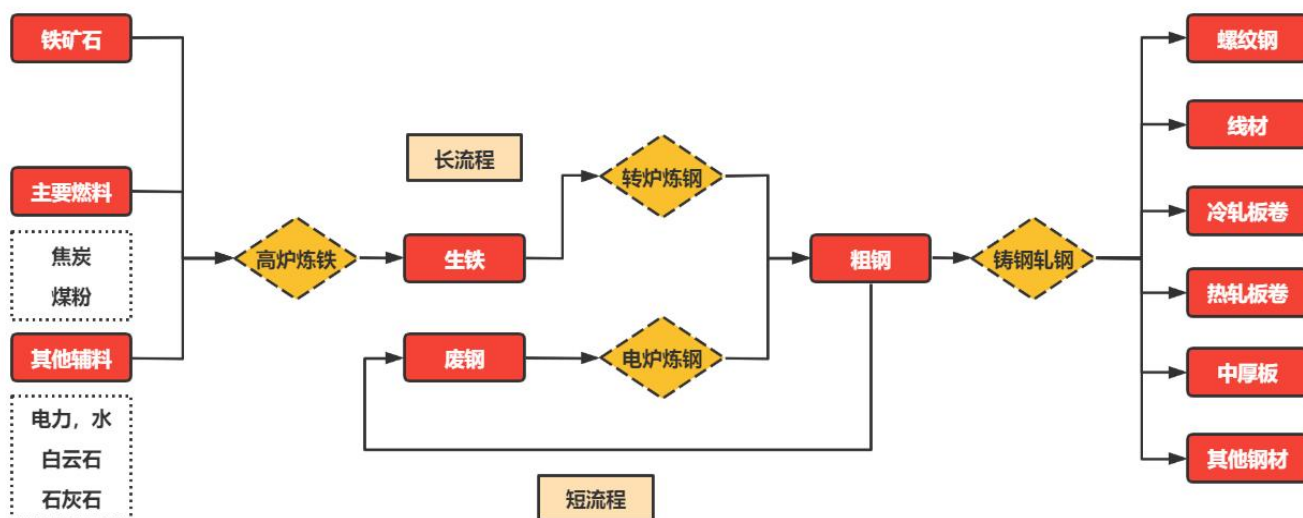 铁矿石
主要燃料
焦炭
煤粉
其他辅料
电力，水
白云石
石灰石
高炉炼铁
长流程
生铁
废钢
转炉炼钢
电炉炼钢
短流程
粗钢
铸钢轧钢
螺纹钢
线材
冷轧板卷
热轧板卷
中厚板
其他钢材